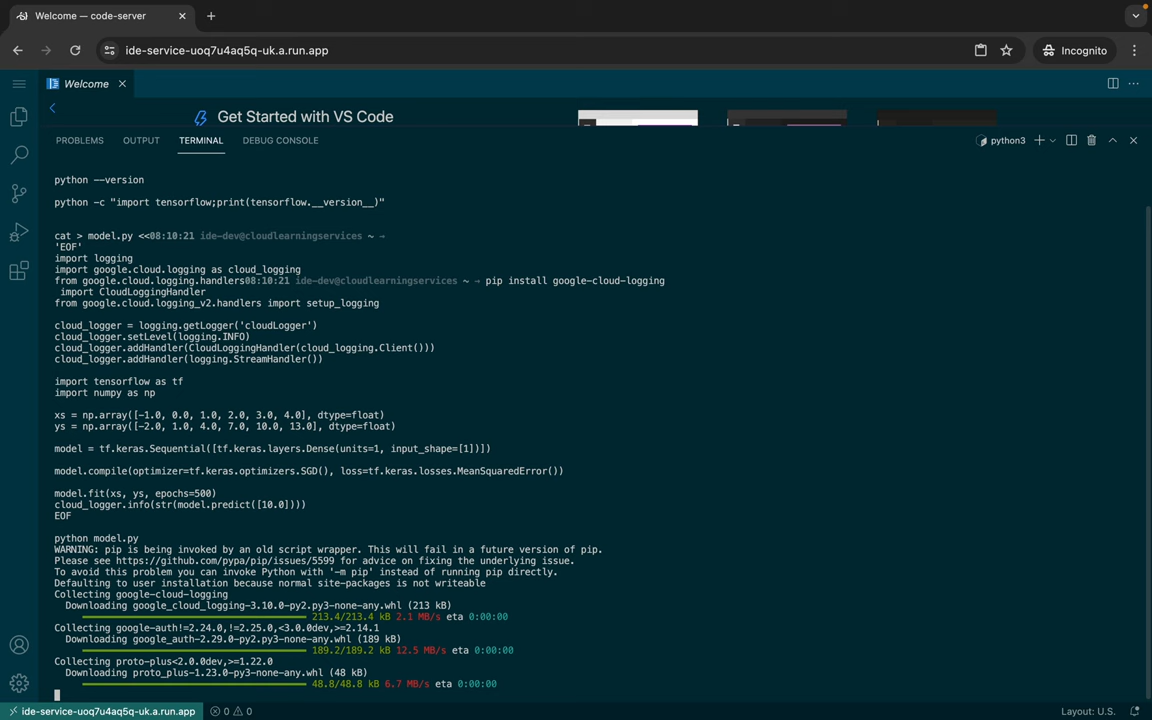 Welcome — code-server
ide-service-uoq7u4aq5q-uk.a.run.app
Incognito
Welcome
Get Started with VS Code
PROBLEMS OUTPUT TERMINAL DEBUG CONSOLE
python3
python --version
python -c "import tensorflow;print(tensorflow.__version__)"
cat > model.py <<08:10:21 ide-dev@cloudlearningservices ~ →
'EOF'
import logging
import google.cloud.logging as cloud_logging
from google.cloud.logging.handlers08:10:21 ide-dev@cloudlearningservices ~ → pip install google-cloud-logging
import CloudLoggingHandler
from google.cloud.logging_v2.handlers import setup_logging
cloud_logger = logging.getLogger('cloudLogger')
cloud_logger.setLevel(logging.INFO)
cloud_logger.addHandler(CloudLoggingHandler(cloud_logging.Client()))
cloud_logger.addHandler(logging.StreamHandler())
import tensorflow as tf
import numpy as np
xs = np.array([-1.0, 0.0, 1.0, 2.0, 3.0, 4.0], dtype=float)
ys = np.array([-2.0, 1.0, 4.0, 7.0, 10.0, 13.0], dtype=float)
model = tf.keras.Sequential([tf.keras.layers.Dense(units=1, input_shape=[1])])
model.compile(optimizer=tf.keras.optimizers.SGD(), loss=tf.keras.losses.MeanSquaredError())
model.fit(xs, ys, epochs=500)
cloud_logger.info(str(model.predict([10.0])))
EOF
python model.py
WARNING: pip is being invoked by an old script wrapper. This will fail in a future version of pip.
Please see https://github.com/pypa/pip/issues/5599 for advice on fixing the underlying issue.
To avoid this problem you can invoke Python with '-m pip' instead of running pip directly.
Defaulting to user installation because normal site-packages is not writeable
Collecting google-cloud-logging
Downloading google_cloud_logging-3.10.0-py2.py3-none-any.whl (213 kB)
213.4/213.4 kB 2.1 MB/s eta 0:00:00
Collecting google-auth!=2.24.0,!=2.25.0,<3.0.0dev,>=2.14.1
Downloading google_auth-2.29.0-py2.py3-none-any.whl (189 kB)
189.2/189.2 kB 12.5 MB/s eta 0:00:00
Collecting proto-plus<2.0.0dev,>=1.22.0
Downloading proto_plus-1.23.0-py3-none-any.whl (48 kB)
48.8/48.8 kB 6.7 MB/s eta 0:00:00
ide-service-uoq7u4aq5q-uk.a.run.app 0 0 Layout: U.S.